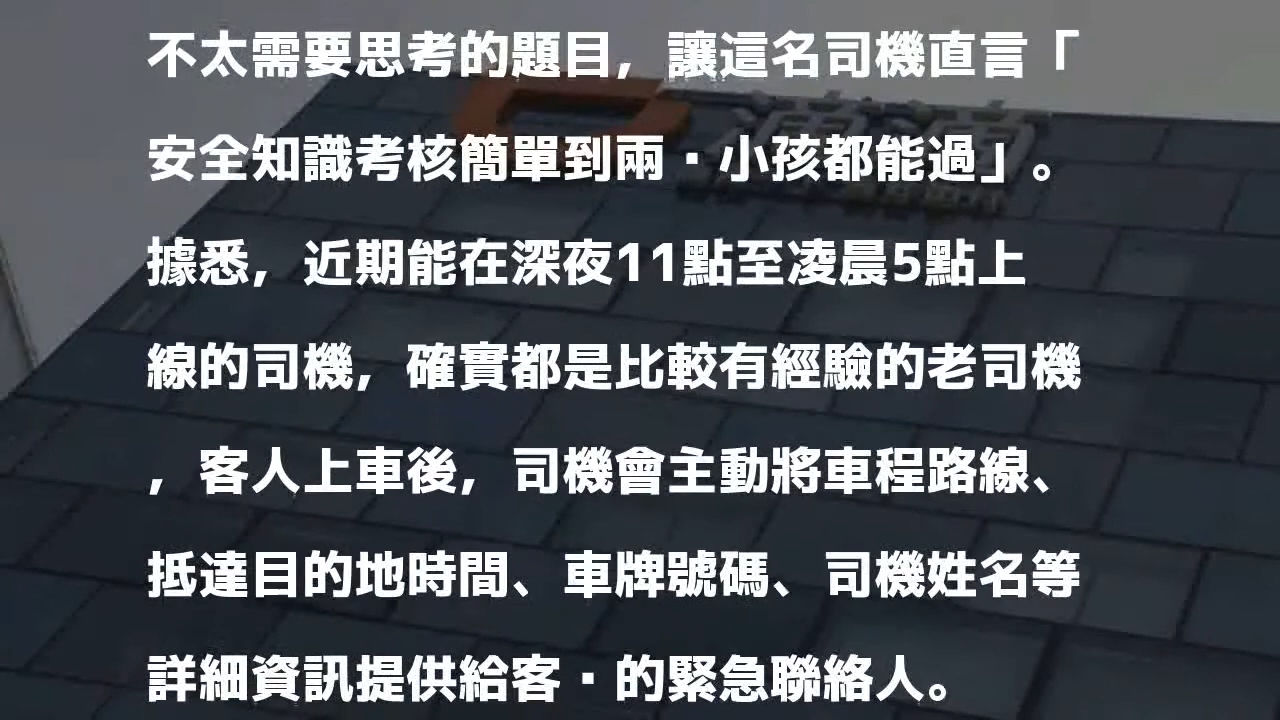 不太需要思考的題目，讓這名司機直言「
安全知識考核簡單到兩▪小孩都能過」。
據悉，近期能在深夜11點至凌晨5點上
線的司機，確實都是比較有經驗的老司機
，客人上車後，司機會主動將車程路線、
抵達目的地時間、車牌號碼、司機姓名等
詳細資訊提供給客▪的緊急聯絡人。
滴滴